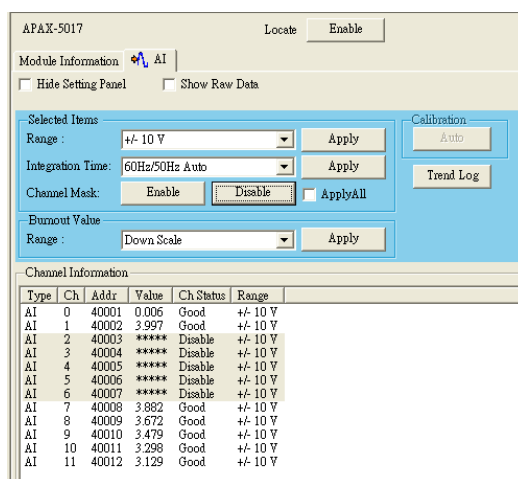 APAX-5017 Locate Enable
Module Information AI
Hide Setting Panel Show Raw Data
Selected Items Calibration
Range : +/- 10 V Apply Auto
Integration Time: 60Hz/50Hz Auto Apply Trend Log
Channel Mask: Enable Disable ApplyAll
Burnout Value
Range : Down Scale Apply
Channel Information
Type Ch Addr Value Ch Status Range
AI 0 40001 0.006 Good +/- 10 V
AI 1 40002 3.997 Good +/- 10 V
AI 2 40003 ***** Disable +/- 10 V
AI 3 40004 ***** Disable +/- 10 V
AI 4 40005 ***** Disable +/- 10 V
AI 5 40006 ***** Disable +/- 10 V
AI 6 40007 ***** Disable +/- 10 V
AI 7 40008 3.882 Good +/- 10 V
AI 8 40009 3.672 Good +/- 10 V
AI 9 40010 3.479 Good +/- 10 V
AI 10 40011 3.298 Good +/- 10 V
AI 11 40012 3.129 Good +/- 10 V